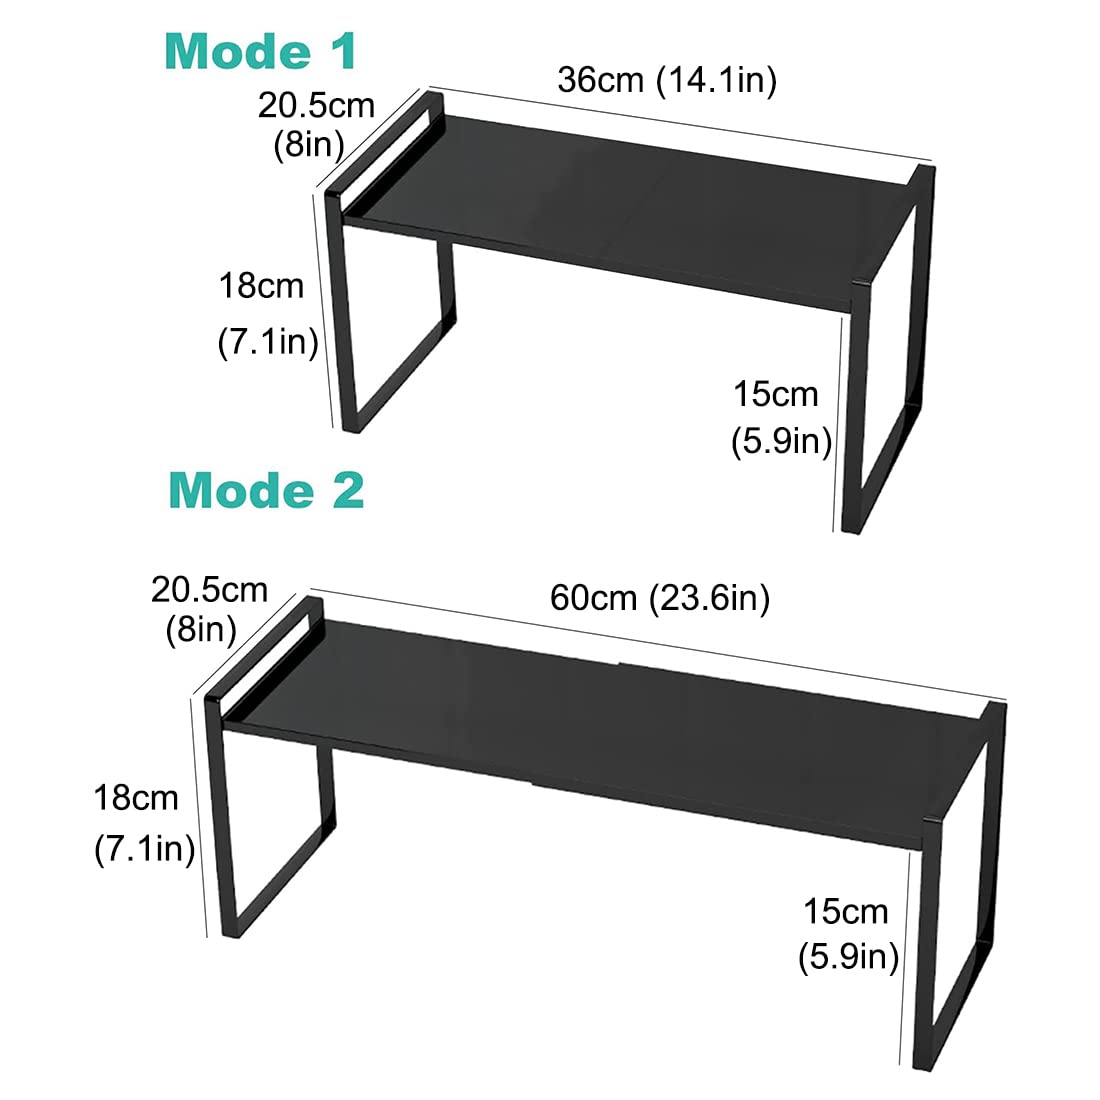 Mode 1
36cm (14.1in)
20.5cm
(8in)
18cm
(7.1in)
15cm
(5.9in)
Mode 2
20.5cm
(8in)
60cm (23.6in)
18cm
(7.1in)
15cm
(5.9in)